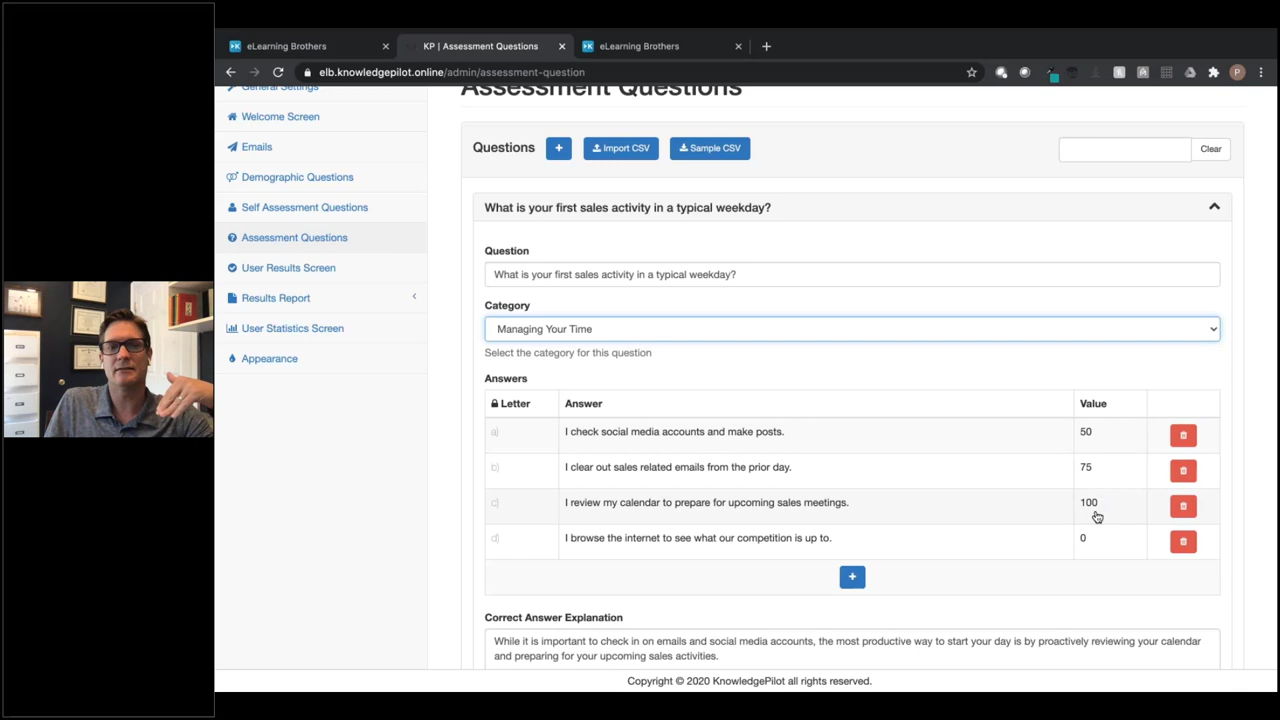 eLearning Brothers
KP | Assessment Questions
eLearning Brothers
elb.knowledgepilot.online/admin/assessment-question
P
General Settings
Welcome Screen
Emails
Demographic Questions
Self Assessment Questions
Assessment Questions
User Results Screen
Results Report
User Statistics Screen
Appearance
Assessment Questions
Questions
+
Import CSV
Sample CSV
Clear
What is your first sales activity in a typical weekday?
Question
What is your first sales activity in a typical weekday?
Category
Managing Your Time
Select the category for this question
Answers
Letter Answer Value
a) I check social media accounts and make posts. 50
b) I clear out sales related emails from the prior day. 75
c) I review my calendar to prepare for upcoming sales meetings. 100
d) I browse the internet to see what our competition is up to. 0
+
Correct Answer Explanation
While it is important to check in on emails and social media accounts, the most productive way to start your day is by proactively reviewing your calendar
and preparing for your upcoming sales activities.
Copyright © 2020 KnowledgePilot all rights reserved.